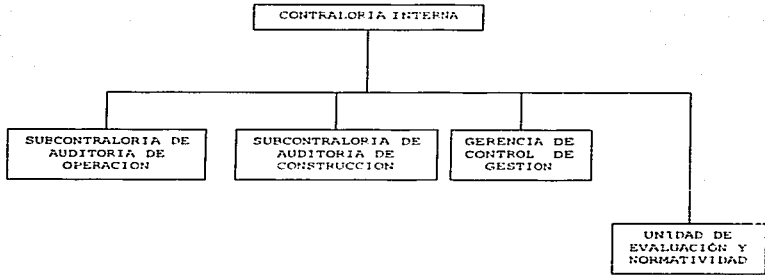 CONTRALORIA INTERNA
SUBCONTRALORIA DE
AUDITORIA DE
OPERACION
SUBCONTRALORIA DE
AUDITORIA DE
CONSTRUCCION
GERENCIA DE
CONTROL DE
GESTION
UNIDAD DE
EVALUACIÓN Y
NORMATIVIDAD